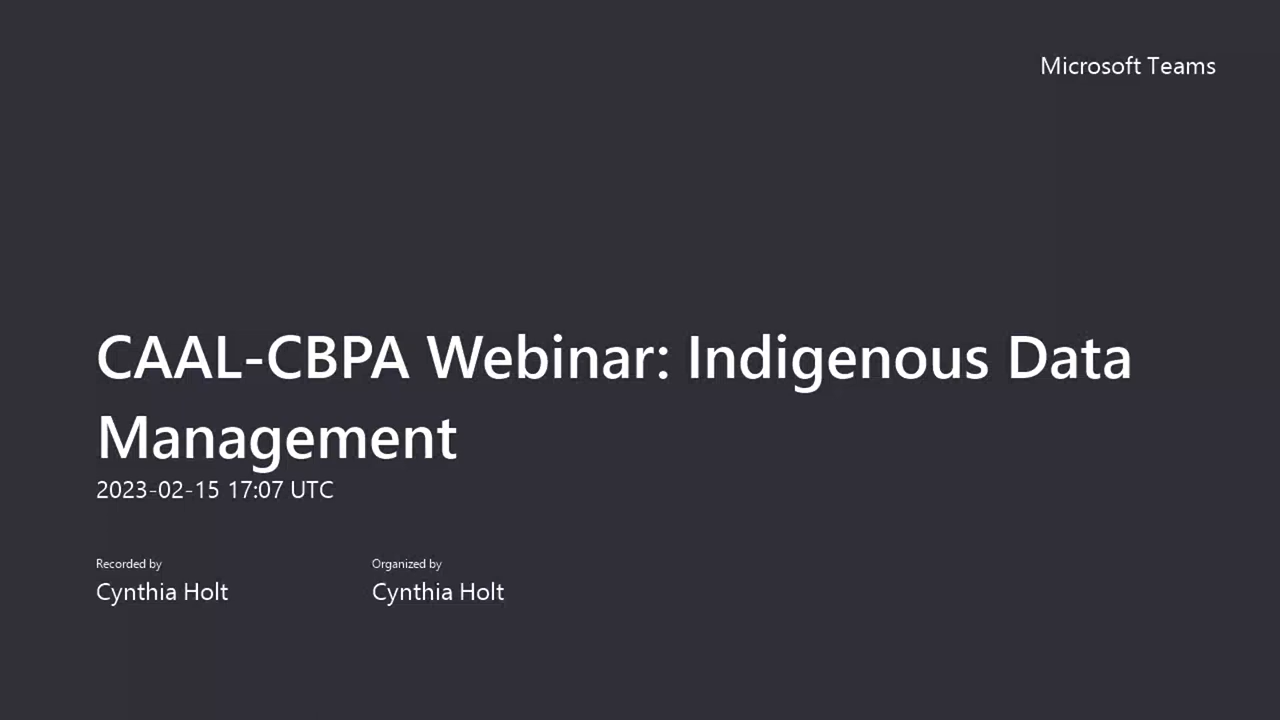 Microsoft Teams
CAAL-CBPA Webinar: Indigenous Data
Management
2023-02-15 17:07 UTC
Recorded by
Cynthia Holt
Organized by
Cynthia Holt